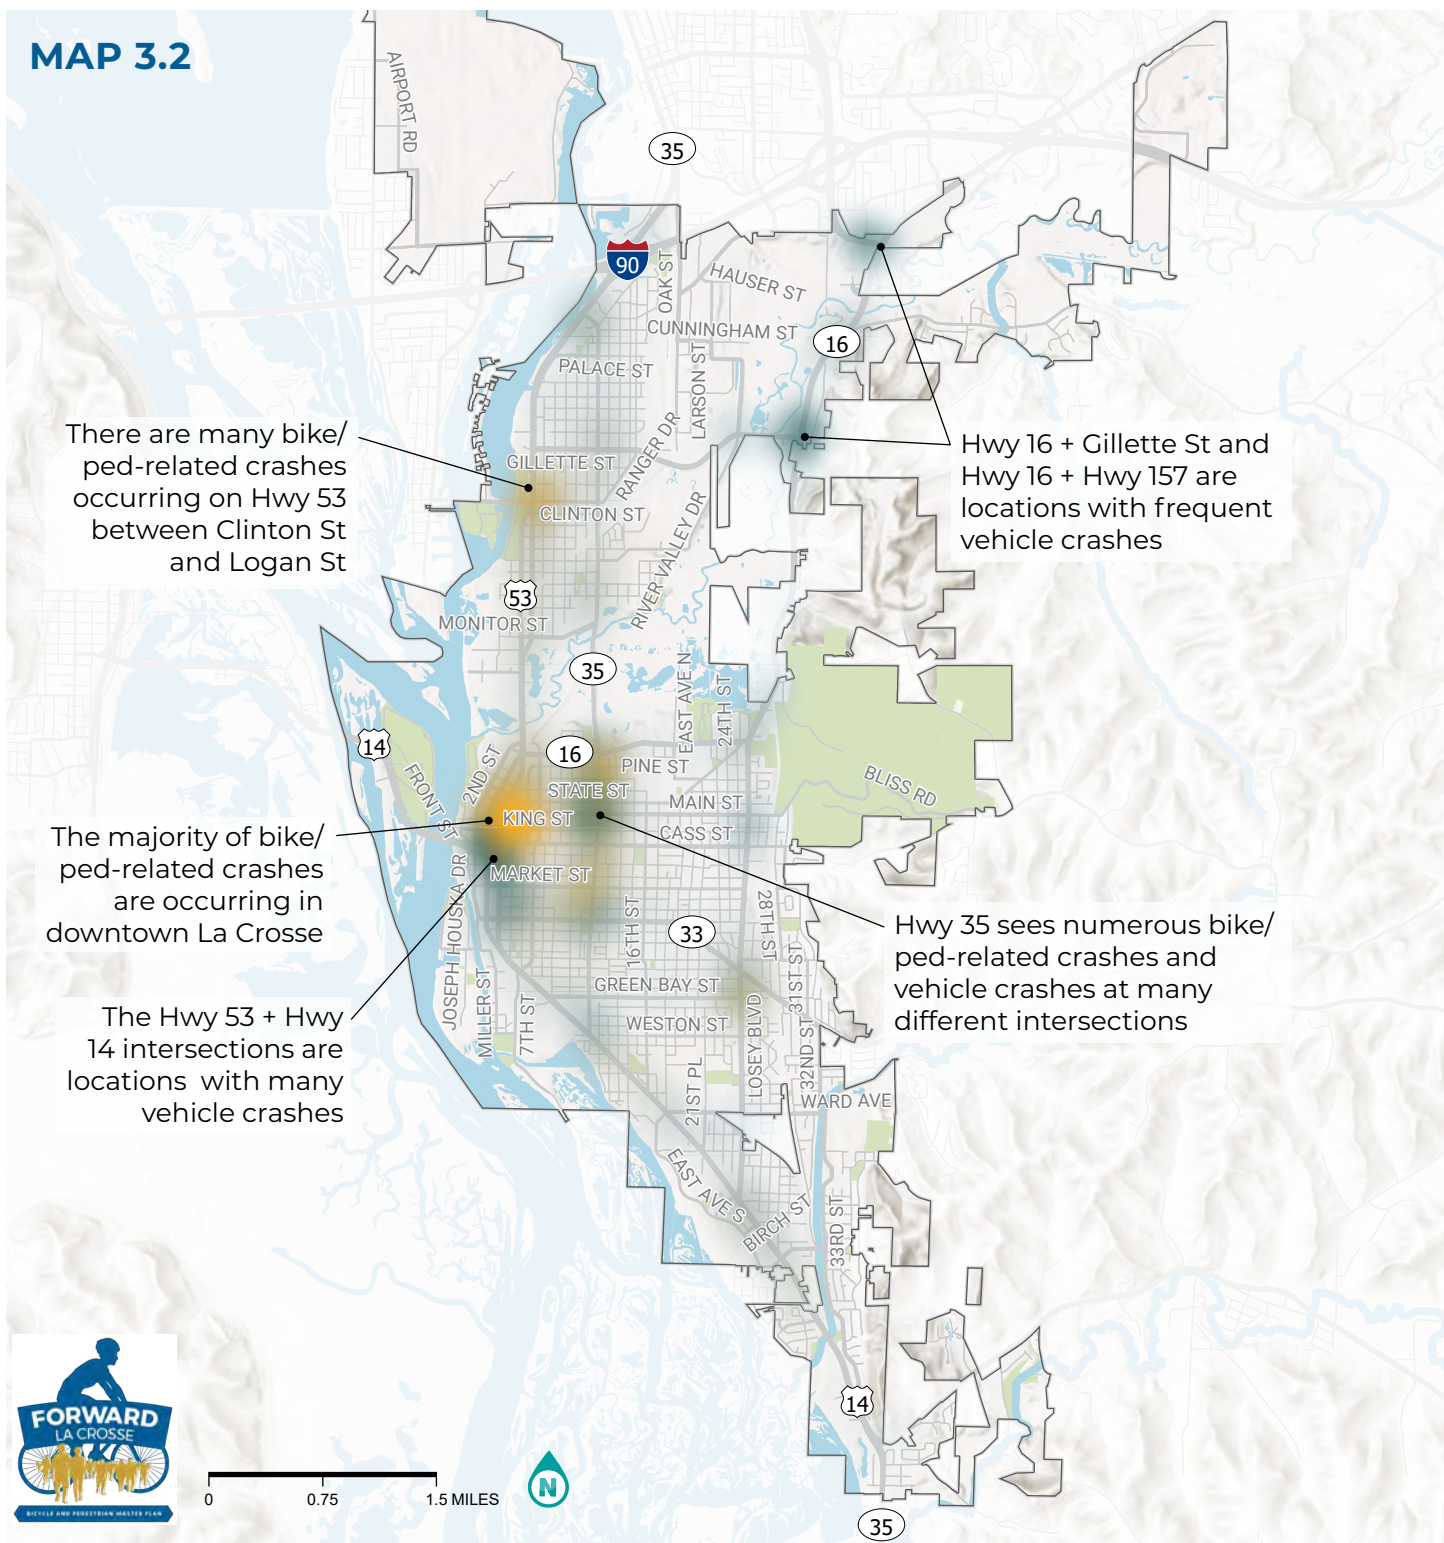 MAP 3.2
AIRPORT RD
35
90
OAK ST
HAUSER ST
CUNNINGHAM ST
16
PALACE ST
LARSON ST
There are many bike/
ped-related crashes
occurring on Hwy 53
between Clinton St
and Logan St
Hwy 16 + Gillette St and
Hwy 16 + Hwy 157 are
locations with frequent
vehicle crashes
GILLETTE ST
RANGER DR
CLINTON ST
RIVER VALLEY DR
53
MONITOR ST
35
EAST AVE N
24TH ST
14
16
2ND ST
PINE ST
FRONT ST
STATE ST
MAIN ST
BLISS RD
KING ST
CASS ST
The majority of bike/
ped-related crashes
are occurring in
downtown La Crosse
MARKET ST
JOSEPH HOUSKA DR
16TH ST
33
28TH ST
Hwy 35 sees numerous bike/
ped-related crashes and
vehicle crashes at many
different intersections
31ST ST
GREEN BAY ST
MILLER ST
7TH ST
WESTON ST
LOSEY BLVD
32ND ST
The Hwy 53 + Hwy
14 intersections are
locations  with many
vehicle crashes
21ST PL
WARD AVE
EAST AVE S
BIRCH ST
33RD ST
14
FORWARD
LA CROSSE
BICYCLE AND PEDESTRIAN MASTER PLAN
0 0.75 1.5 MILES
N
35